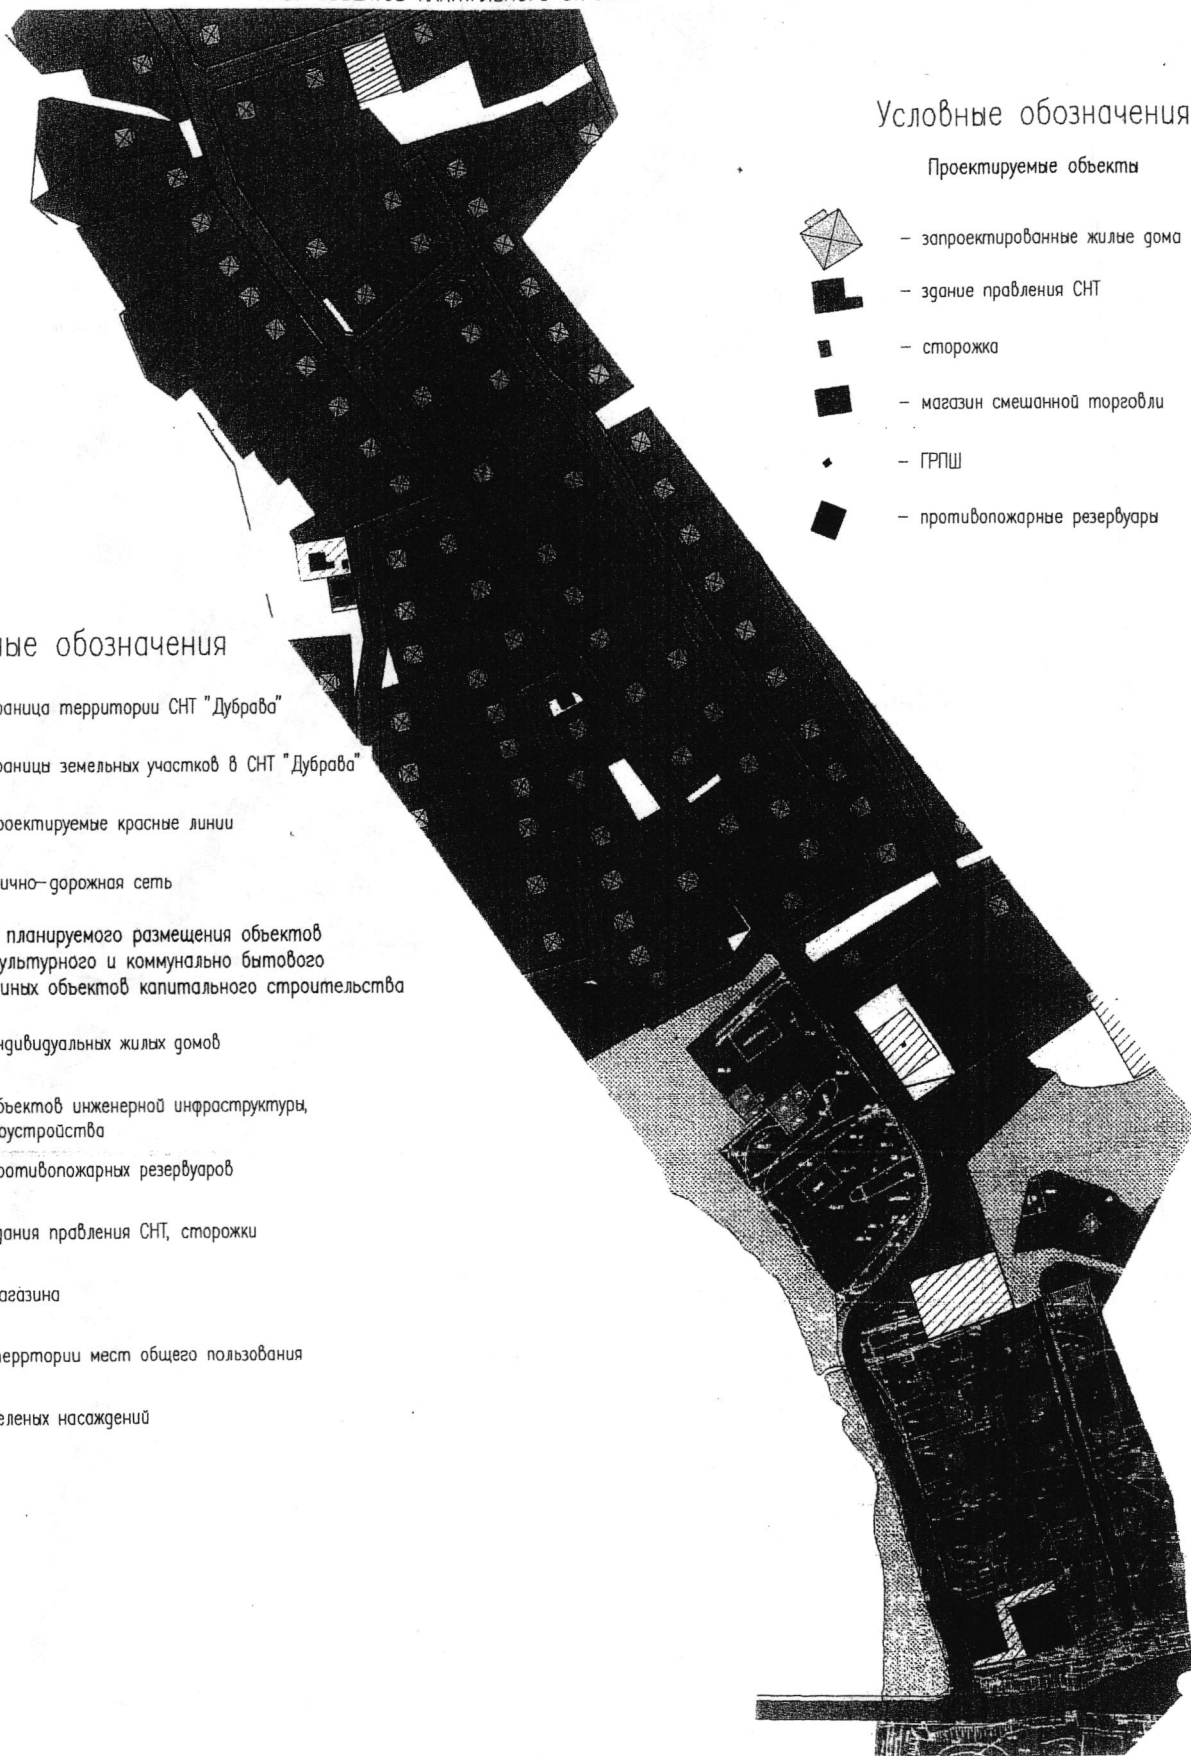 Условные обозначения
Проектируемые объекты
– запроектированные жилые дома
– здание правления СНТ
– сторожка
– магазин смешанной торговли
– ГРПШ
– противопожарные резервуары
ные обозначения
раница территории СНТ "Дубрава"
раницы земельных участков в СНТ "Дубрава"
роектируемые красные линии
ично-дорожная сеть
планируемого размещения объектов
ультурного и коммунально бытового
иных объектов капитального строительства
ндивидуальных жилых домов
бъектов инженерной инфраструктуры,
оустройства
ротивопожарных резервуаров
дания правления СНТ, сторожки
агазина
еррtории мест общего пользования
еленых насаждений